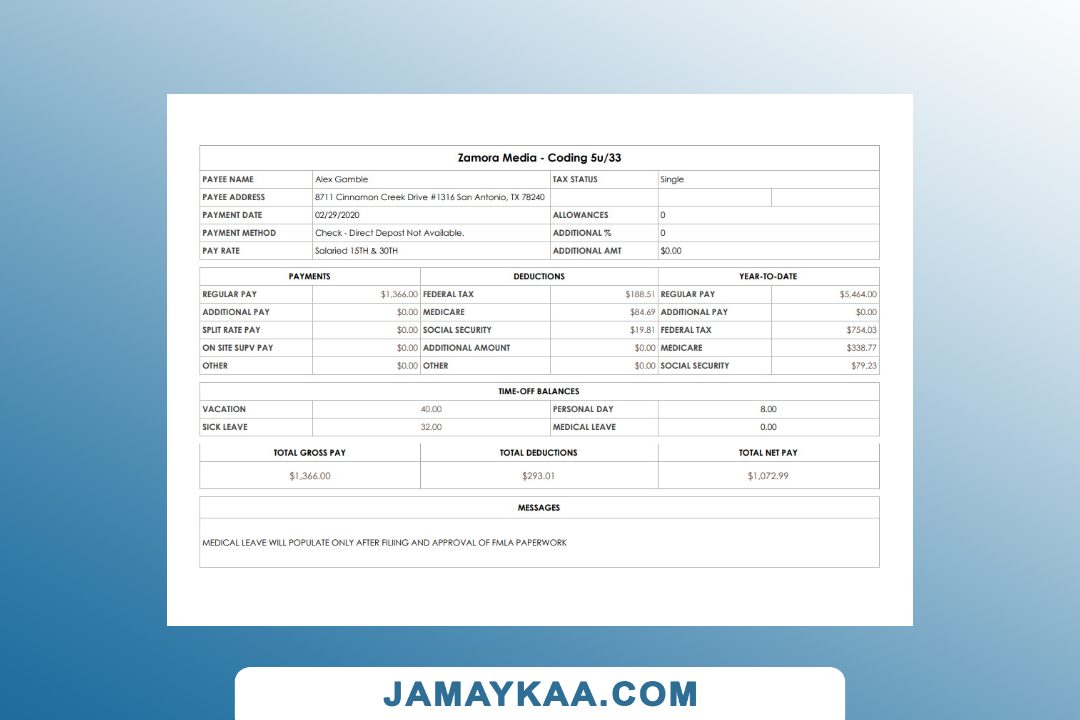 Zamora Media - Coding 5u/33
PAYEE NAME Alex Gamble TAX STATUS Single
PAYEE ADDRESS 8711 Cinnamon Creek Drive #1316 San Antonio, TX 78240
PAYMENT DATE 02/29/2020 ALLOWANCES 0
PAYMENT METHOD Check - Direct Depost Not Available. ADDITIONAL % 0
PAY RATE Salaried 15TH & 30TH ADDITIONAL AMT $0.00
PAYMENTS DEDUCTIONS YEAR-TO-DATE
REGULAR PAY $1,366.00 FEDERAL TAX $188.51 REGULAR PAY $5,464.00
ADDITIONAL PAY $0.00 MEDICARE $84.69 ADDITIONAL PAY $0.00
SPLIT RATE PAY $0.00 SOCIAL SECURITY $19.81 FEDERAL TAX $754.03
ON SITE SUPV PAY $0.00 ADDITIONAL AMOUNT $0.00 MEDICARE $338.77
OTHER $0.00 OTHER $0.00 SOCIAL SECURITY $79.23
TIME-OFF BALANCES
VACATION 40.00 PERSONAL DAY 8.00
SICK LEAVE 32.00 MEDICAL LEAVE 0.00
TOTAL GROSS PAY TOTAL DEDUCTIONS TOTAL NET PAY
$1,366.00 $293.01 $1,072.99
MESSAGES
MEDICAL LEAVE WILL POPULATE ONLY AFTER FILIING AND APPROVAL OF FMLA PAPERWORK
JAMAYKAA.COM